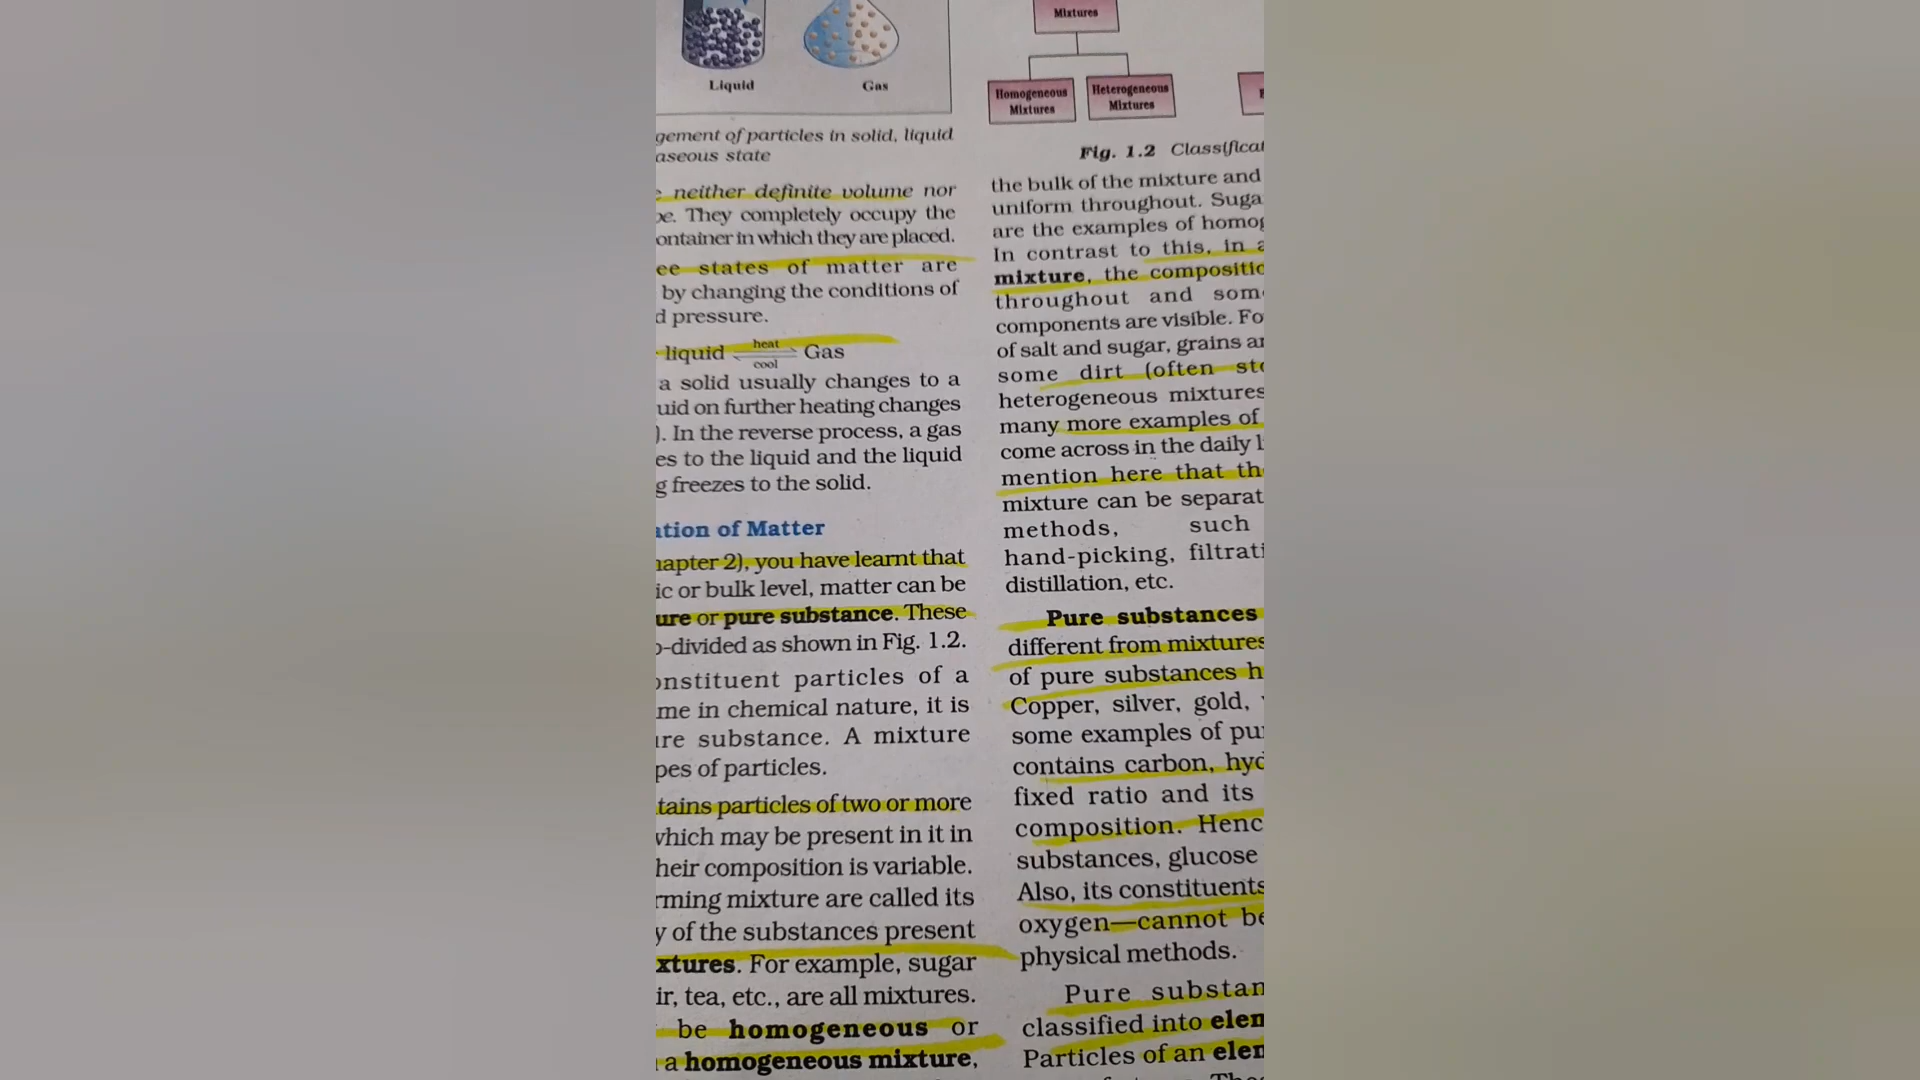 Liquid
Gas
gement of particles in solid, liquid
aseous state
neither definite volume nor
They completely occupy the
ontainer in which they are placed.
ee states of matter are
by changing the conditions of
d pressure.
liquid heat Gas
cool
a solid usually changes to a
uid on further heating changes
). In the reverse process, a gas
es to the liquid and the liquid
g freezes to the solid.
ation of Matter
hapter 2), you have learnt that
ic or bulk level, matter can be
ure or pure substance. These
-divided as shown in Fig. 1.2.
onstituent particles of a
me in chemical nature, it is
re substance. A mixture
pes of particles.
tains particles of two or more
which may be present in it in
heir composition is variable.
rming mixture are called its
y of the substances present
xtures. For example, sugar
ir, tea, etc., are all mixtures.
be homogeneous or
a homogeneous mixture,
Mixtures
Homogeneous
Mixtures
Heterogeneous
Mixtures
Fig. 1.2 Classificat
the bulk of the mixture and
uniform throughout. Suga
are the examples of homog
In contrast to this, in a
mixture, the compositio
throughout and som
components are visible. Fo
of salt and sugar, grains an
some dirt (often sto
heterogeneous mixtures
many more examples of
come across in the daily l
mention here that th
mixture can be separat
methods, such
hand-picking, filtrati
distillation, etc.
Pure substances
different from mixtures
of pure substances h
Copper, silver, gold,
some examples of pu
contains carbon, hyd
fixed ratio and its
composition. Henc
substances, glucose
Also, its constituents
oxygen—cannot be
physical methods.
Pure substan
classified into elem
Particles of an elem